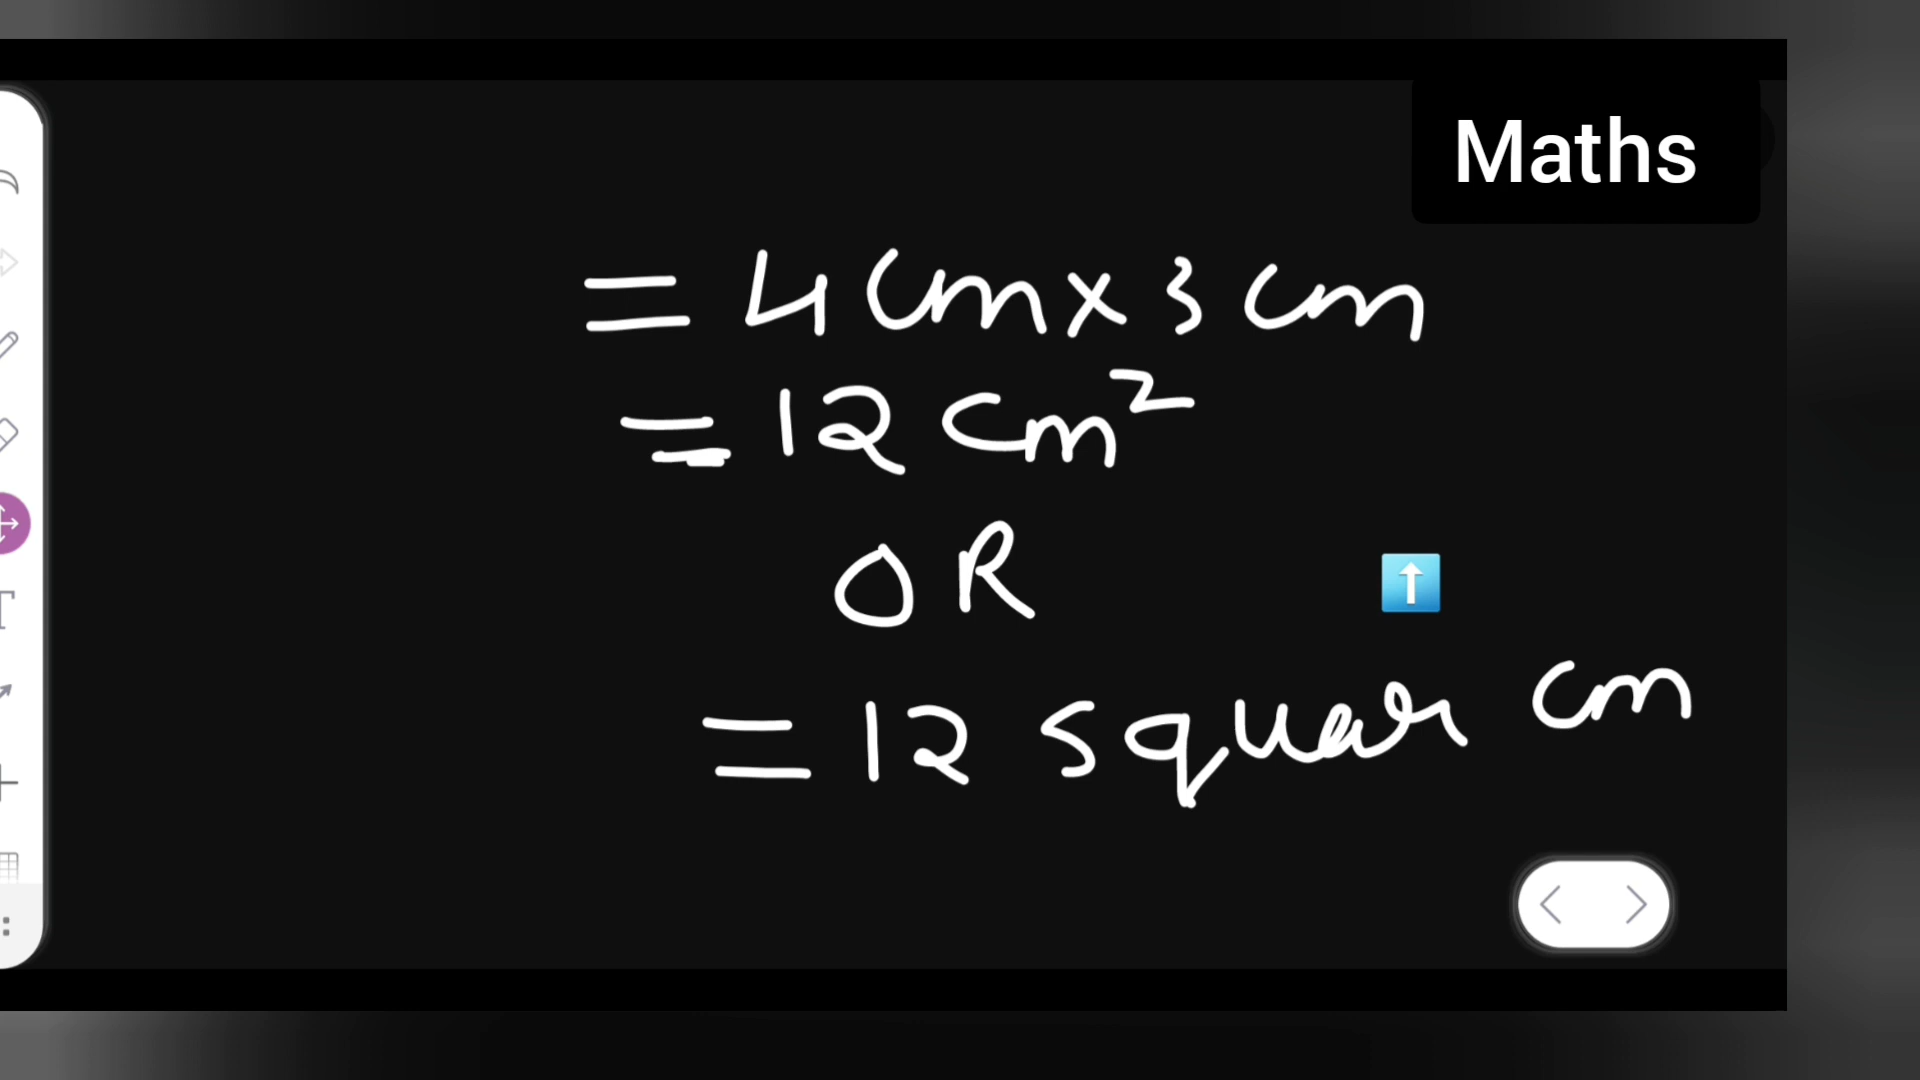 Maths
= 4 cm x 3 cm
= 12 cm²
OR
= 12 squar cm